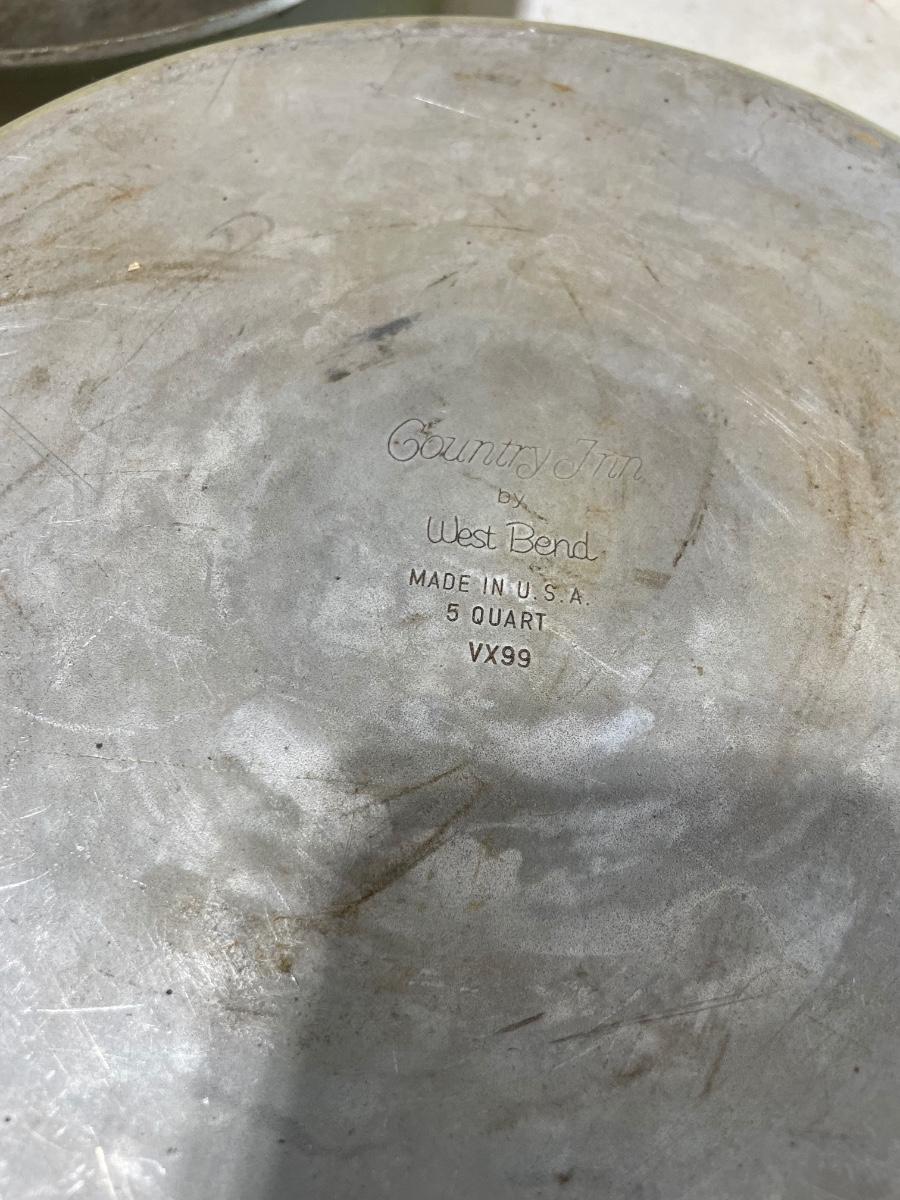 Country Inn
by
West Bend
MADE IN U.S.A.
5 QUART
VX99